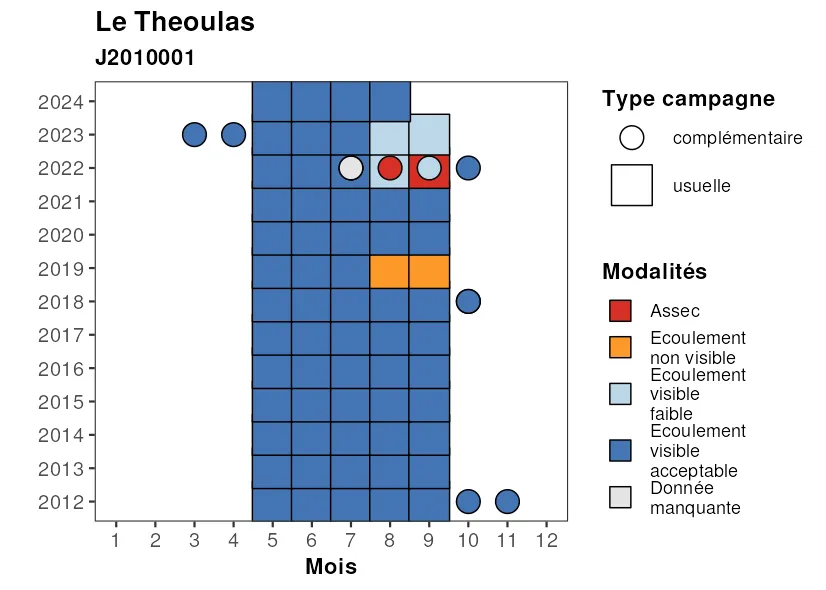 Le Theoulas
J2010001
2024
2023
2022
2021
2020
2019
2018
2017
2016
2015
2014
2013
2012
1 2 3 4 5 6 7 8 9 10 11 12
Mois
Type campagne
complémentaire
usuelle
Modalités
Assec
Ecoulement
non visible
Ecoulement
visible
faible
Ecoulement
visible
acceptable
Donnée
manquante